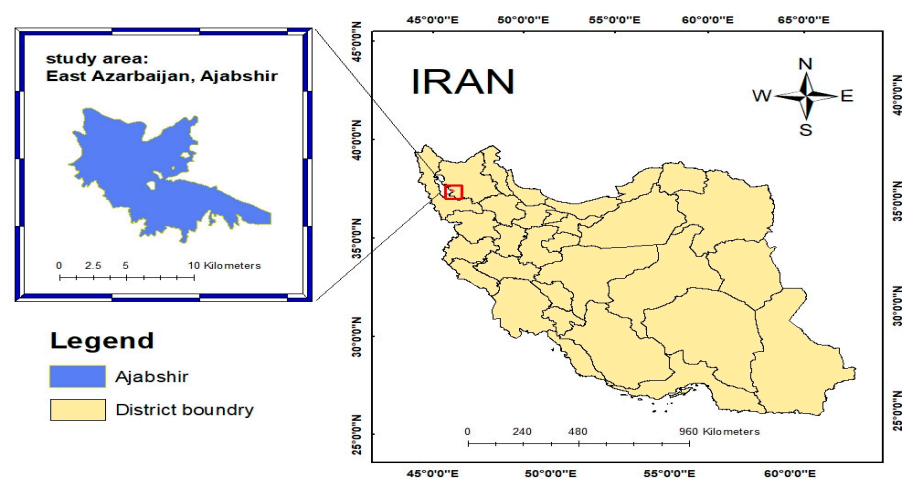 study area:
East Azarbaijan, Ajabshir
0 2.5 5 10 Kilometers
Legend
Ajabshir
District boundry
45°0'0"E 50°0'0"E 55°0'0"E 60°0'0"E 65°0'0"E
IRAN
N
W E
S
45°0'0"N
40°0'0"N
35°0'0"N
30°0'0"N
25°0'0"N
40°0'0"N
35°0'0"N
30°0'0"N
25°0'0"N
0 240 480 960 Kilometers
45°0'0"E 50°0'0"E 55°0'0"E 60°0'0"E